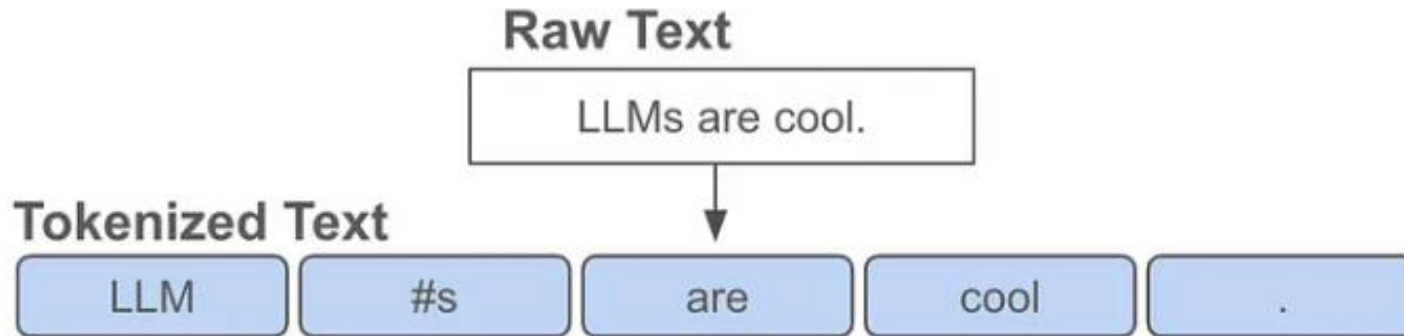 Raw Text
LLMs are cool.
Tokenized Text
LLM #s are cool .